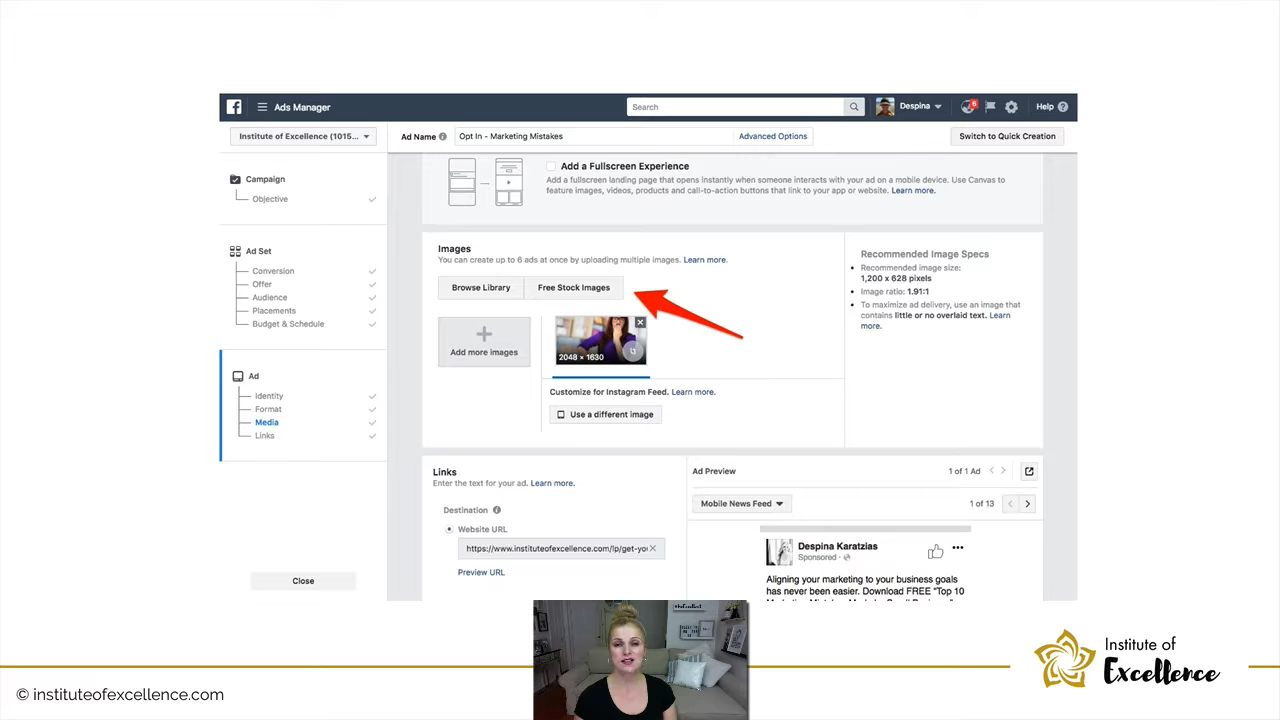 Ads Manager
Search
Despina
6
Help
Institute of Excellence (1015...
Ad Name
Opt In - Marketing Mistakes
Advanced Options
Switch to Quick Creation
Campaign
Objective
Ad Set
Conversion
Offer
Audience
Placements
Budget & Schedule
Ad
Identity
Format
Media
Links
Close
Add a Fullscreen Experience
Add a fullscreen landing page that opens instantly when someone interacts with your ad on a mobile device. Use Canvas to
feature images, videos, products and call-to-action buttons that link to your app or website. Learn more.
Images
You can create up to 6 ads at once by uploading multiple images. Learn more.
Browse Library
Free Stock Images
Add more images
2048 × 1630
Customize for Instagram Feed. Learn more.
Use a different image
Recommended Image Specs
Recommended image size:
1,200 x 628 pixels
Image ratio: 1.91:1
To maximize ad delivery, use an image that
contains little or no overlaid text. Learn
more.
Links
Enter the text for your ad. Learn more.
Destination
Website URL
https://www.instituteofexcellence.com/lp/get-you
Preview URL
Ad Preview
1 of 1 Ad
Mobile News Feed
1 of 13
Despina Karatzias
Sponsored ·
Aligning your marketing to your business goals
has never been easier. Download FREE "Top 10
© instituteofexcellence.com
Institute of
Excellence